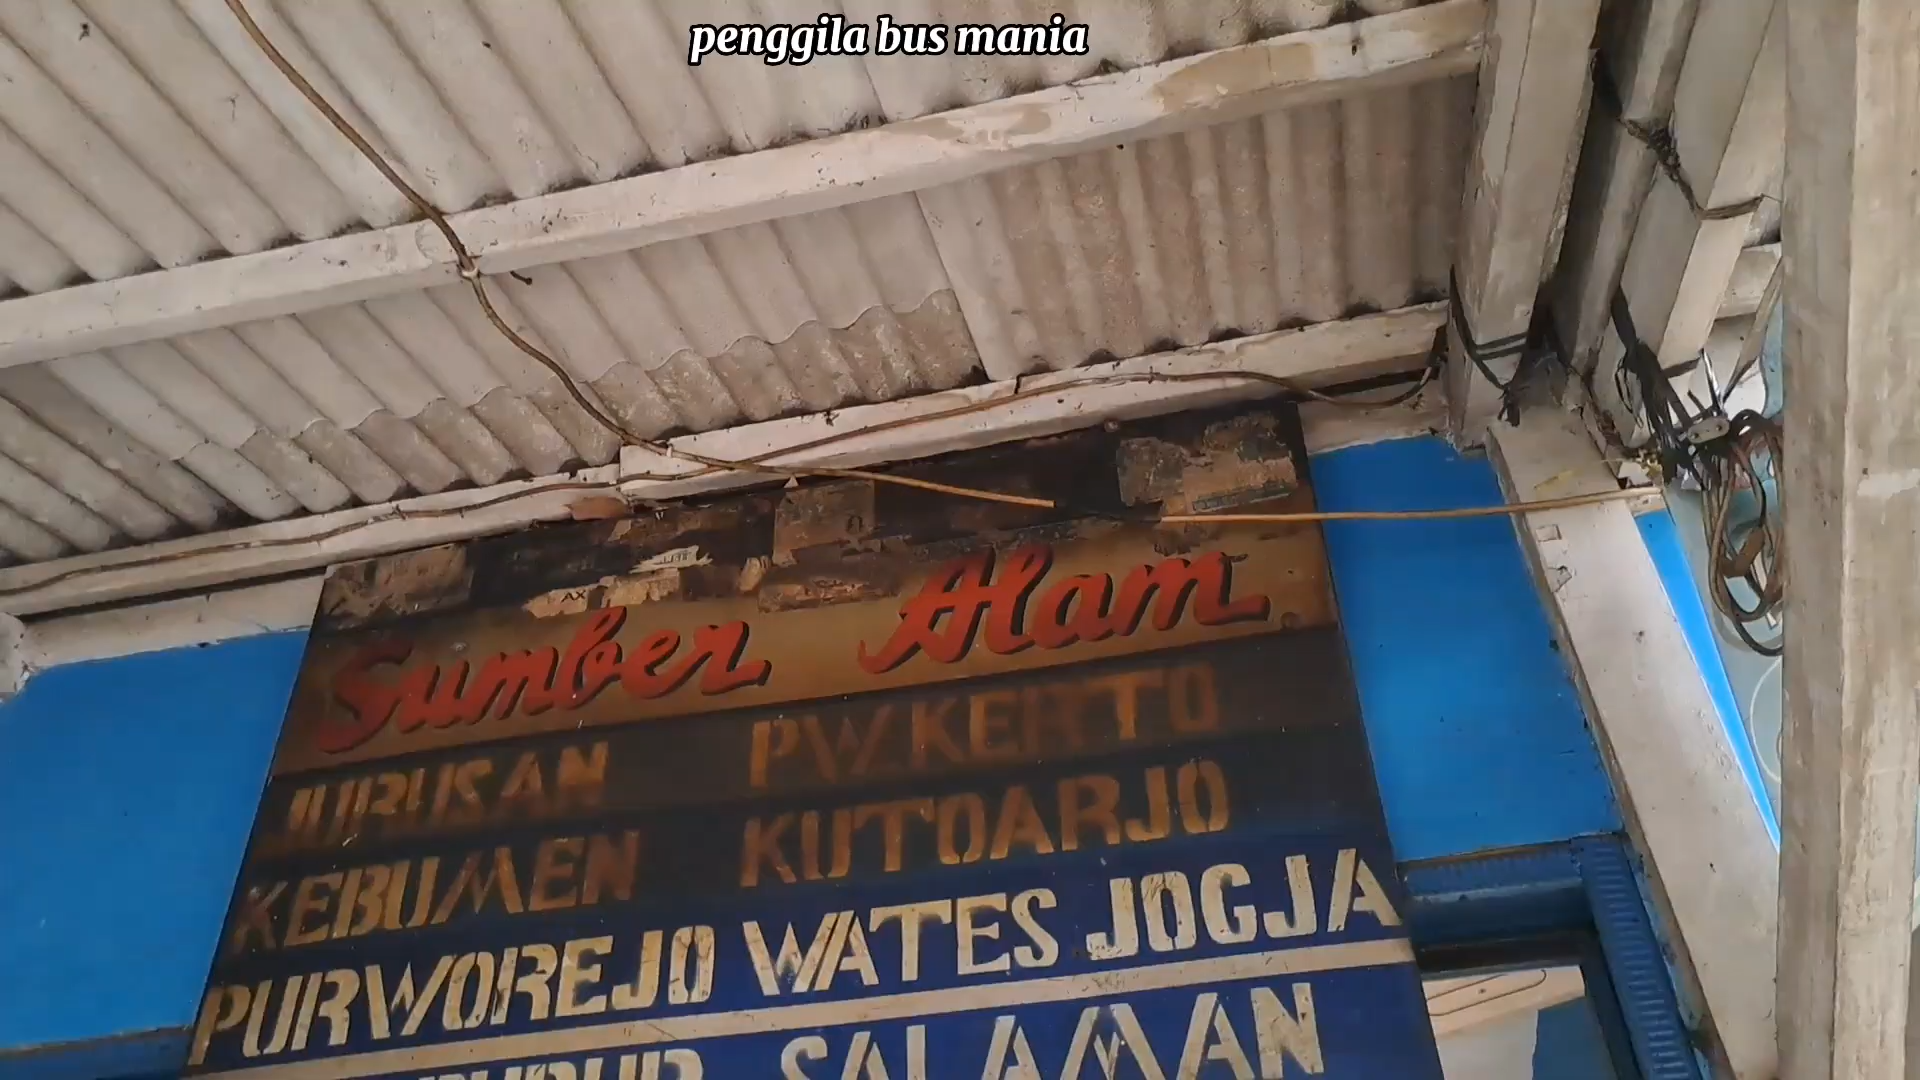 penggila bus mania
Sumber Alam
JURUSAN PWKERTO
KEBUMEN KUTOARJO
PURWOREJO WATES JOGJA
SALAMAN